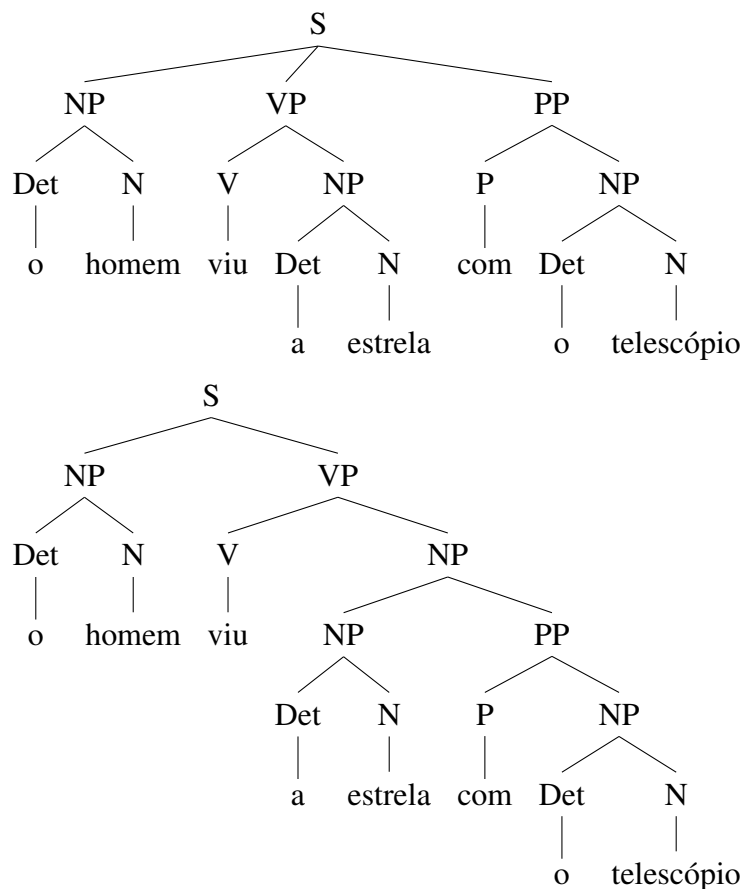 S
NP VP PP
Det N V NP P NP
o homem viu Det N com Det N
a estrela o telescópio
S
NP VP
Det N V NP
o homem viu NP PP
Det N P NP
a estrela com Det N
o telescópio